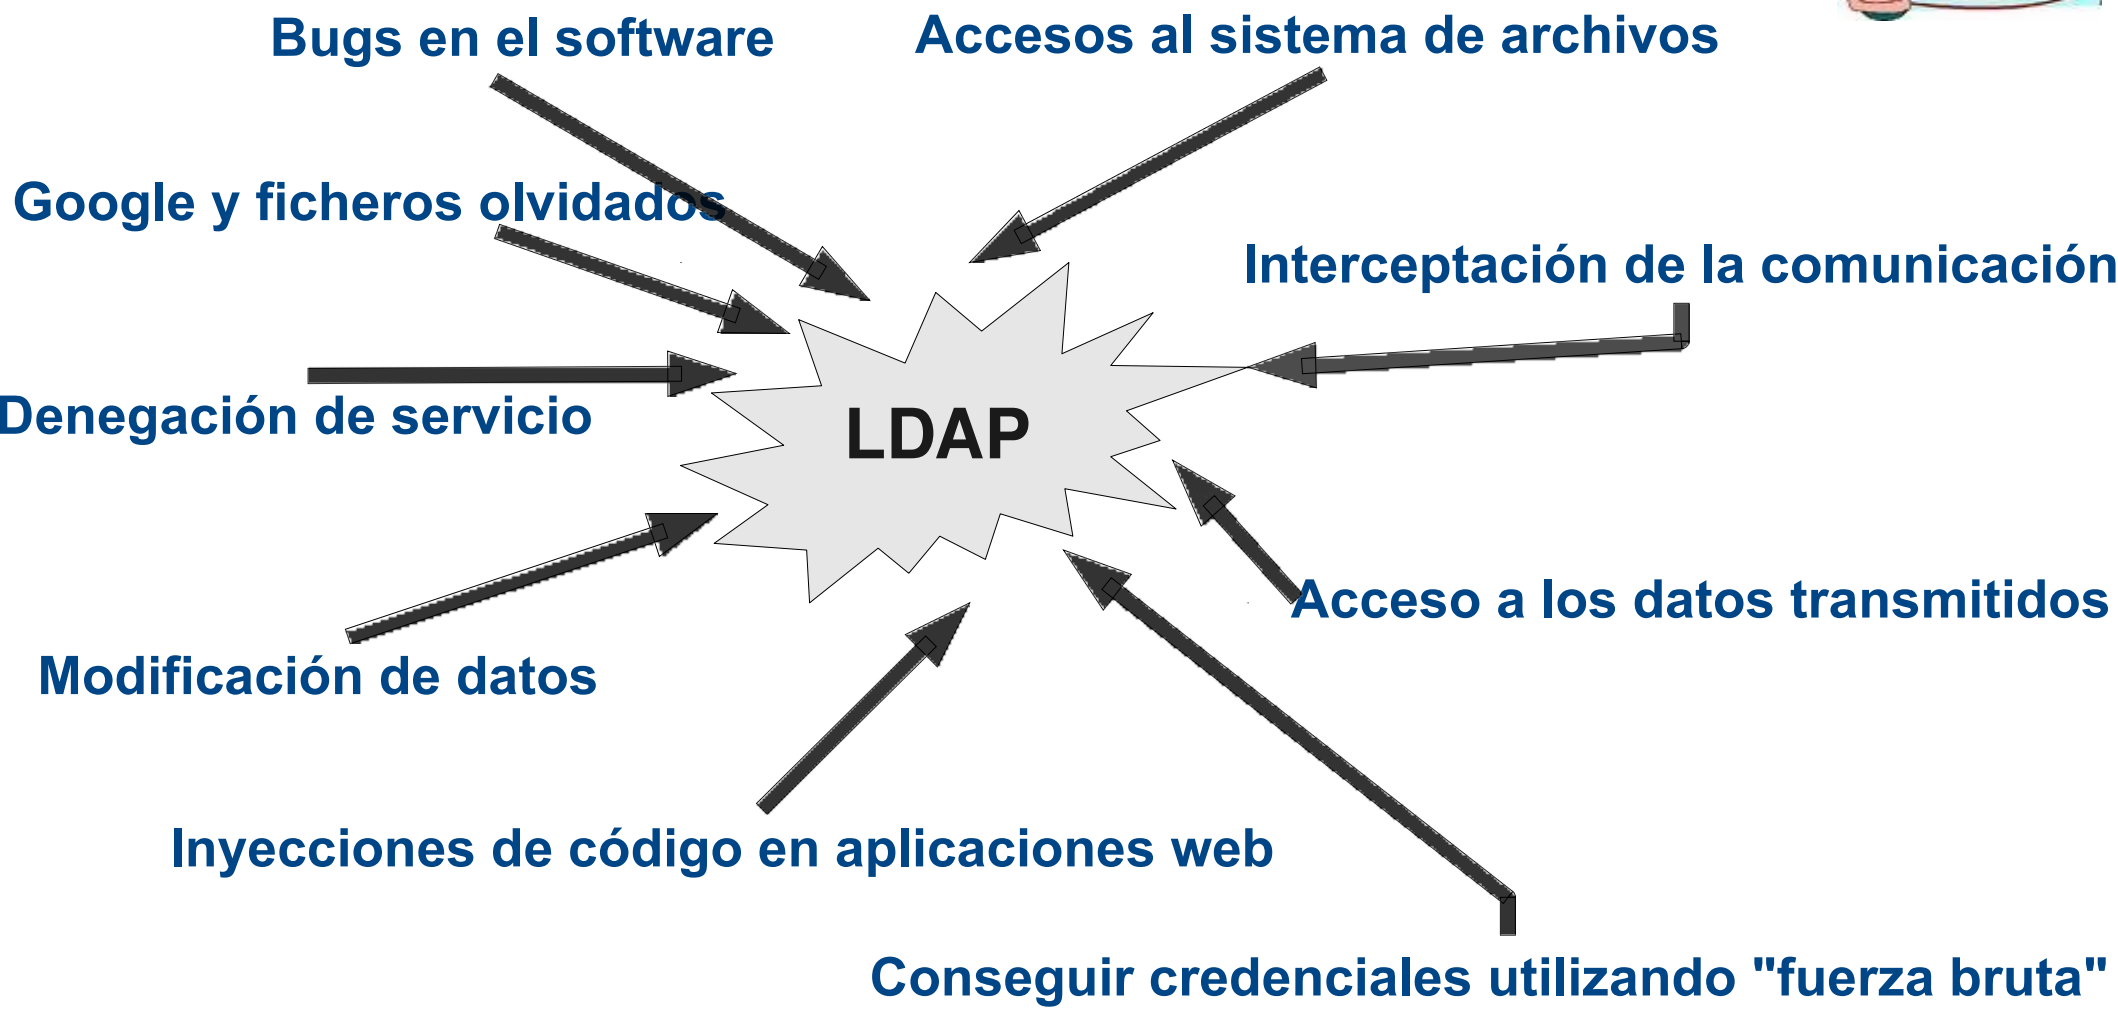 Bugs en el software
Accesos al sistema de archivos
Google y ficheros olvidados
Interceptación de la comunicación
Denegación de servicio
LDAP
Acceso a los datos transmitidos
Modificación de datos
Inyecciones de código en aplicaciones web
Conseguir credenciales utilizando "fuerza bruta"